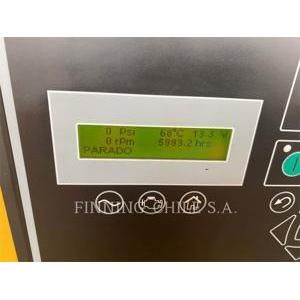 0 Psi 68°C 13.3 V
0 rPm 5983.2 hrs
PARADO
FINNING CHILE S.A.